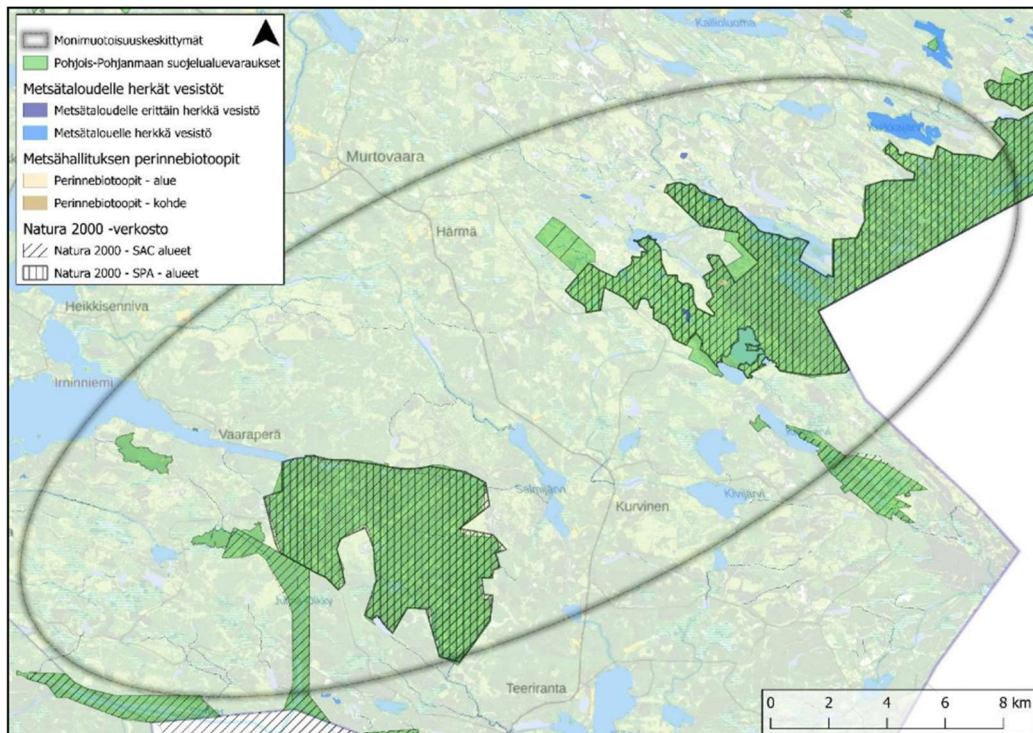 Monimuotoisuuskeskittymät
Pohjois-Pohjanmaan suojelualuevaraukset
Metsätaloudelle herkät vesistöt
Metsätaloudelle erittäin herkkä vesistö
Metsätalouelle herkkä vesistö
Metsähallituksen perinnebiotoopit
Perinnebiotoopit - alue
Perinnebiotoopit - kohde
Natura 2000 -verkosto
Natura 2000 - SAC alueet
Natura 2000 - SPA - alueet
Kallioluoma
Murtovaara
Härmä
Heikkisenniva
Irninniemi
Vaaraperä
Salmijärvi
Kivijärvi
Kurvinen
Teeriranta
0 2 4 6 8 km